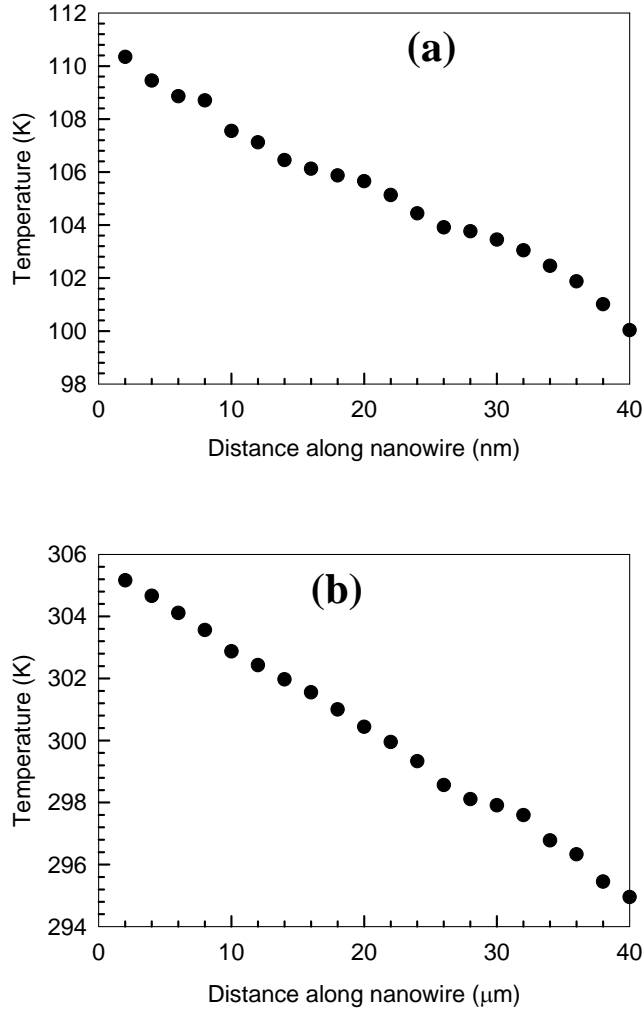 (a)
112
110
108
106
104
102
100
98
Temperature (K)
0 10 20 30 40
Distance along nanowire (nm)
(b)
306
304
302
300
298
296
294
Temperature (K)
0 10 20 30 40
Distance along nanowire (μm)